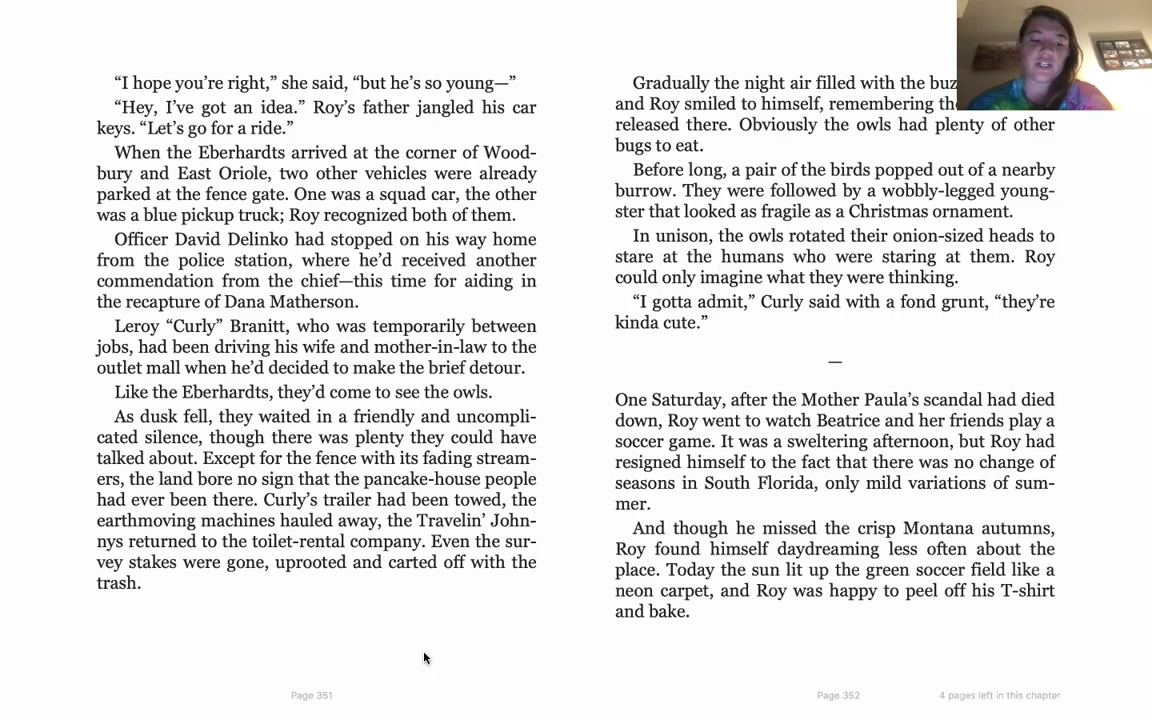 “I hope you’re right,” she said, “but he’s so young—”
“Hey, I’ve got an idea.” Roy’s father jangled his car
keys. “Let’s go for a ride.”
When the Eberhardts arrived at the corner of Wood-
bury and East Oriole, two other vehicles were already
parked at the fence gate. One was a squad car, the other
was a blue pickup truck; Roy recognized both of them.
Officer David Delinko had stopped on his way home
from the police station, where he’d received another
commendation from the chief—this time for aiding in
the recapture of Dana Matherson.
Leroy “Curly” Branitt, who was temporarily between
jobs, had been driving his wife and mother-in-law to the
outlet mall when he’d decided to make the brief detour.
Like the Eberhardts, they’d come to see the owls.
As dusk fell, they waited in a friendly and uncompli-
cated silence, though there was plenty they could have
talked about. Except for the fence with its fading stream-
ers, the land bore no sign that the pancake-house people
had ever been there. Curly’s trailer had been towed, the
earthmoving machines hauled away, the Travelin’ John-
nys returned to the toilet-rental company. Even the sur-
vey stakes were gone, uprooted and carted off with the
trash.
Page 351
Gradually the night air filled with the
and Roy smiled to himself, remembering
released there. Obviously the owls had plenty of other
bugs to eat.
Before long, a pair of the birds popped out of a nearby
burrow. They were followed by a wobbly-legged young-
ster that looked as fragile as a Christmas ornament.
In unison, the owls rotated their onion-sized heads to
stare at the humans who were staring at them. Roy
could only imagine what they were thinking.
“I gotta admit,” Curly said with a fond grunt, “they’re
kinda cute.”
—
One Saturday, after the Mother Paula’s scandal had died
down, Roy went to watch Beatrice and her friends play a
soccer game. It was a sweltering afternoon, but Roy had
resigned himself to the fact that there was no change of
seasons in South Florida, only mild variations of sum-
mer.
And though he missed the crisp Montana autumns,
Roy found himself daydreaming less often about the
place. Today the sun lit up the green soccer field like a
neon carpet, and Roy was happy to peel off his T-shirt
and bake.
Page 352
4 pages left in this chapter